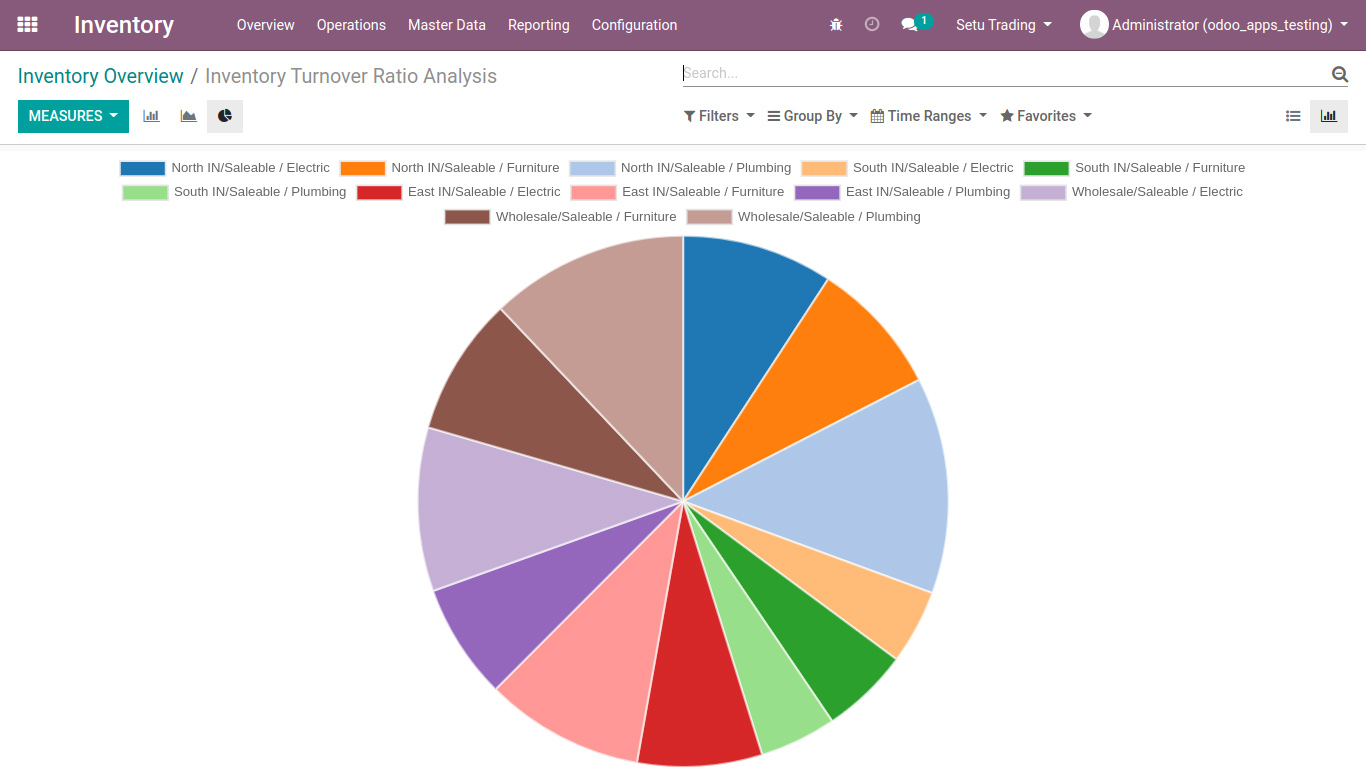 Inventory Overview Operations Master Data Reporting Configuration 1 Setu Trading Administrator (odoo_apps_testing)
Inventory Overview / Inventory Turnover Ratio Analysis Search...
MEASURES Filters Group By Time Ranges Favorites
North IN/Saleable / Electric North IN/Saleable / Furniture North IN/Saleable / Plumbing South IN/Saleable / Electric South IN/Saleable / Furniture
South IN/Saleable / Plumbing East IN/Saleable / Electric East IN/Saleable / Furniture East IN/Saleable / Plumbing Wholesale/Saleable / Electric
Wholesale/Saleable / Furniture Wholesale/Saleable / Plumbing